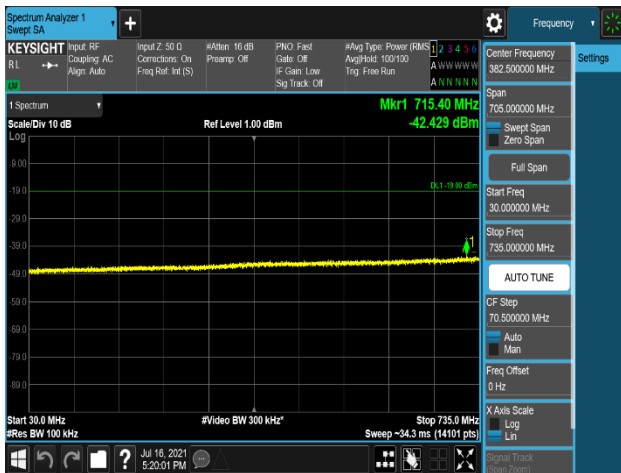 Spectrum Analyzer 1
Swept SA
+
Frequency
Settings
KEYSIGHT
RL
Input: RF
Coupling: AC
Align: Auto
Input Z: 50 Ω
Corrections: On
Freq Ref: Int (S)
#Atten: 16 dB
Preamp: Off
PNO: Fast
Gate: Off
IF Gain: Low
Sig Track: Off
#Avg Type: Power (RMS
Avg|Hold: 100/100
Trig: Free Run
1 2 3 4 5 6
A W W W W W
A N N N N N
1 Spectrum
Scale/Div 10 dB
Log
Ref Level 1.00 dBm
Mkr1 715.40 MHz
-42.429 dBm
-9.00
-19.0
-29.0
-39.0
-49.0
-59.0
-69.0
-79.0
-89.0
DL1 -19.00 dBm
1
Start 30.0 MHz
#Res BW 100 kHz
#Video BW 300 kHz*
Stop 735.0 MHz
Sweep ~34.3 ms (14101 pts)
Center Frequency
382.500000 MHz
Span
705.000000 MHz
Swept Span
Zero Span
Full Span
Start Freq
30.000000 MHz
Stop Freq
735.000000 MHz
AUTO TUNE
CF Step
70.500000 MHz
Auto
Man
Freq Offset
0 Hz
X Axis Scale
Log
Lin
Signal Track
(Span Zoom)
?
Jul 16, 2021
5:20:01 PM